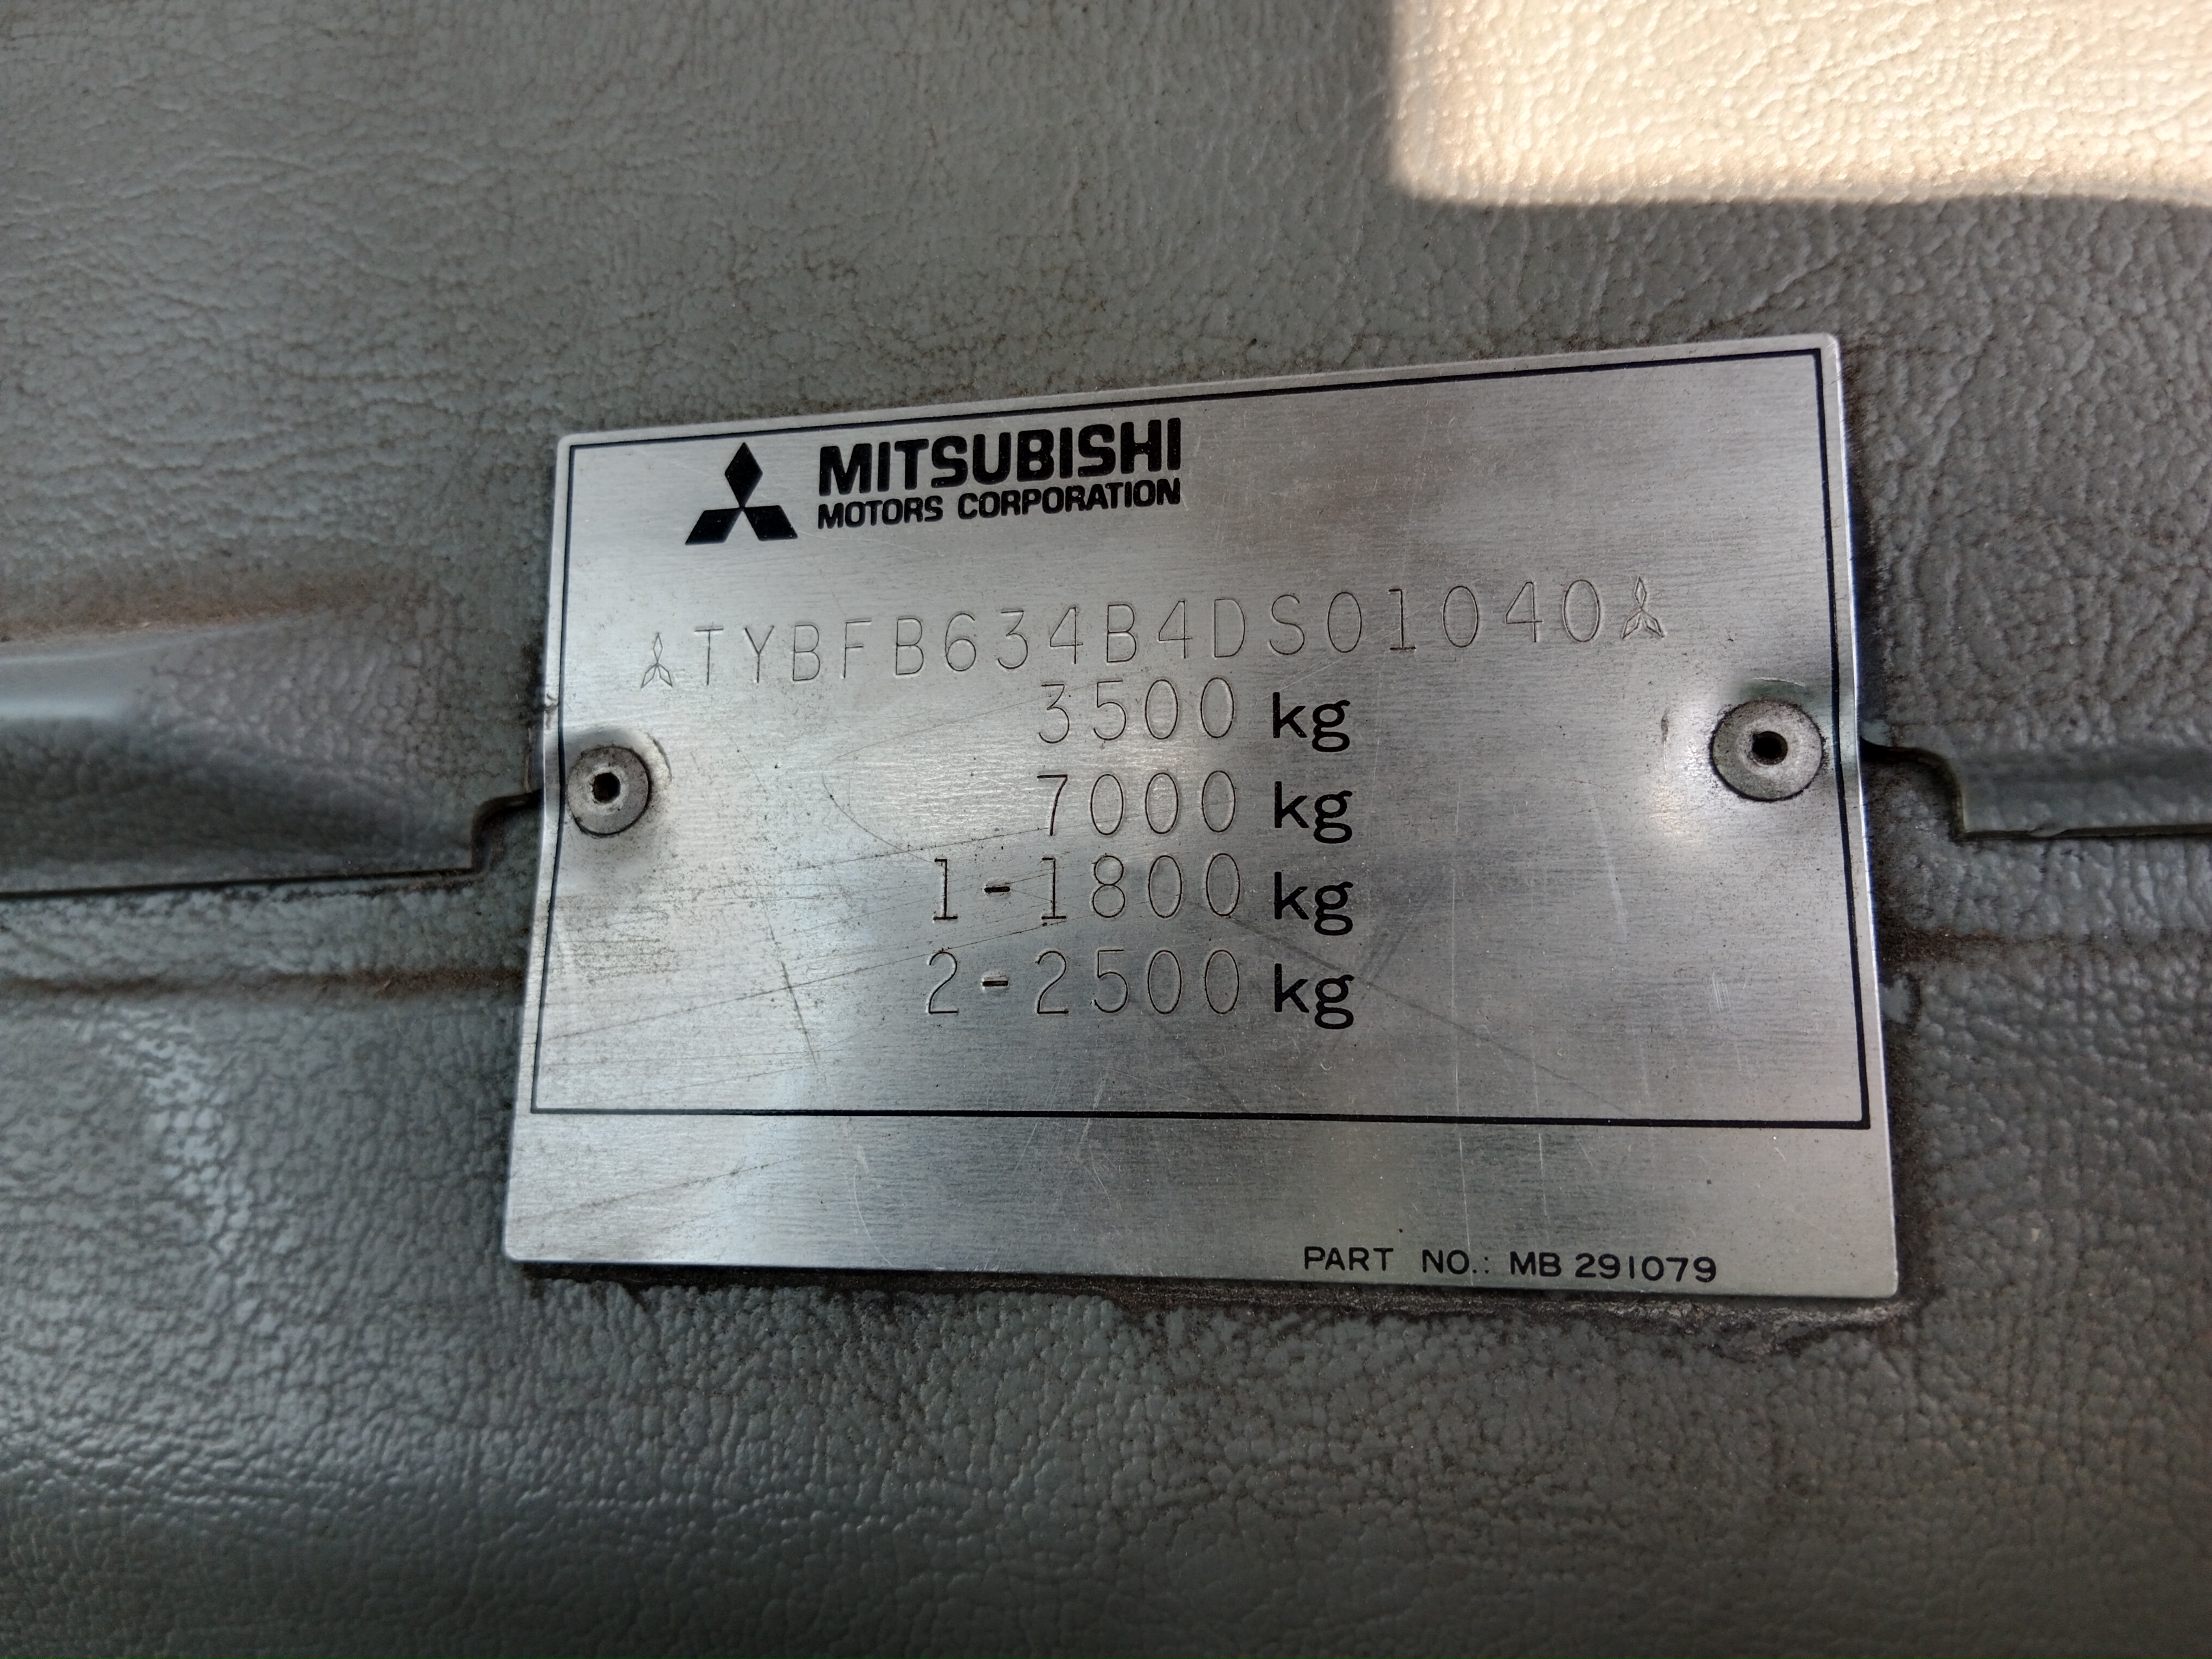 MITSUBISHI
MOTORS CORPORATION
TYBFB634B4DS01040
3500 kg
7000 kg
1-1800 kg
2-2500 kg
PART NO.: MB 291079